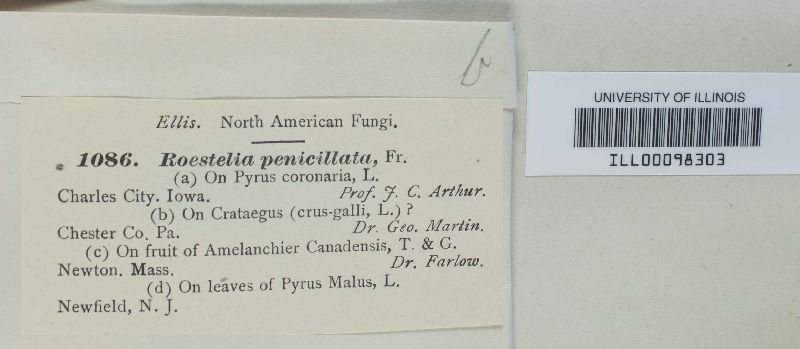 b
Ellis. North American Fungi.
1086. Roestelia penicillata, Fr.
(a) On Pyrus coronaria, L.
Charles City. Iowa. Prof. J. C. Arthur.
(b) On Crataegus (crus-galli, L.) ?
Chester Co. Pa. Dr. Geo. Martin.
(c) On fruit of Amelanchier Canadensis, T. & G.
Newton. Mass. Dr. Farlow.
(d) On leaves of Pyrus Malus, L.
Newfield, N. J.
UNIVERSITY OF ILLINOIS
ILL00098303